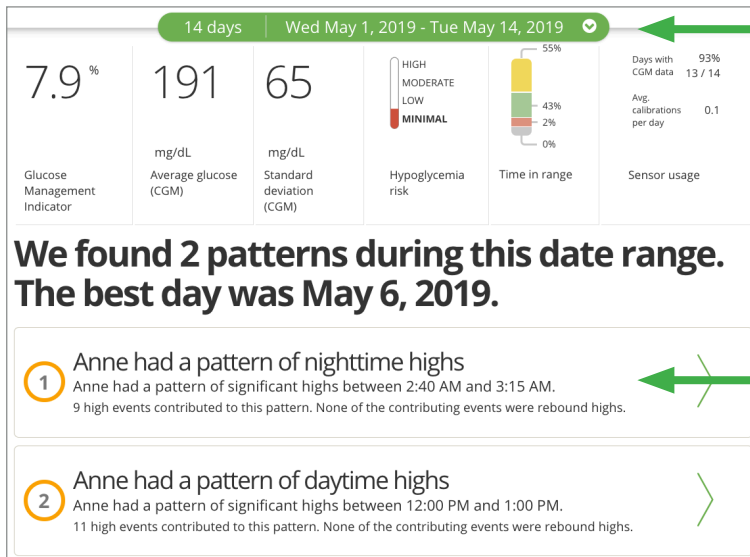 14 days Wed May 1, 2019 - Tue May 14, 2019
7.9 %
Glucose
Management
Indicator
191
mg/dL
Average glucose
(CGM)
65
mg/dL
Standard
deviation
(CGM)
HIGH
MODERATE
LOW
MINIMAL
Hypoglycemia
risk
55%
43%
2%
0%
Time in range
Days with 93%
CGM data 13 / 14
Avg.
calibrations 0.1
per day
Sensor usage
We found 2 patterns during this date range.
The best day was May 6, 2019.
1
Anne had a pattern of nighttime highs
Anne had a pattern of significant highs between 2:40 AM and 3:15 AM.
9 high events contributed to this pattern. None of the contributing events were rebound highs.
2
Anne had a pattern of daytime highs
Anne had a pattern of significant highs between 12:00 PM and 1:00 PM.
11 high events contributed to this pattern. None of the contributing events were rebound highs.